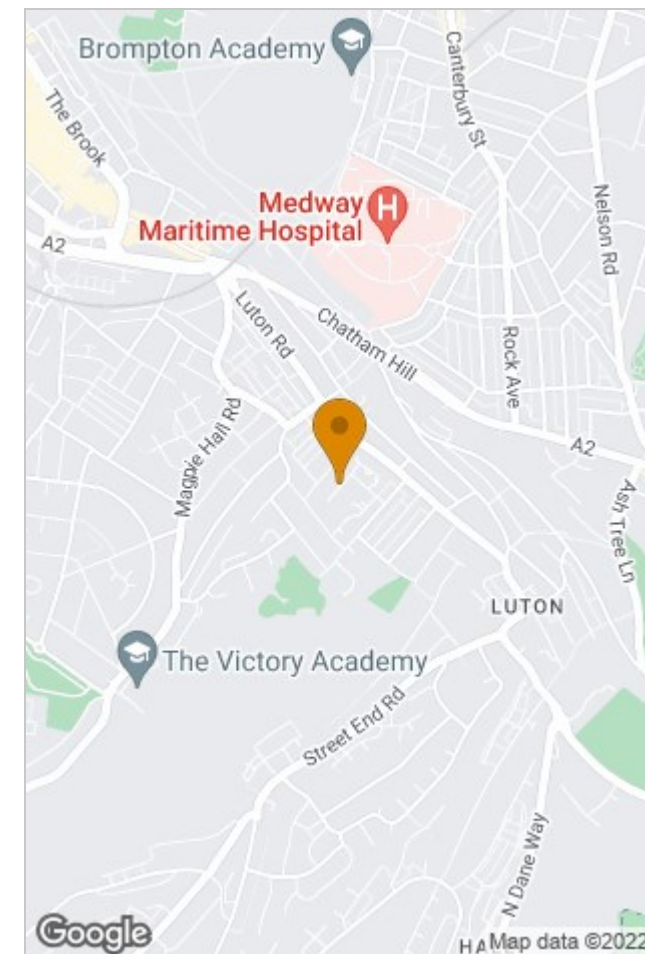 Brompton Academy
Canterbury St
The Brook
Nelson Rd
Medway
Maritime Hospital
H
A2
Luton Rd
Chatham Hill
Rock Ave
Magpie Hall Rd
A2
Ash Tree Ln
LUTON
The Victory Academy
Street End Rd
N Dane Way
Google
HA
Map data ©2022